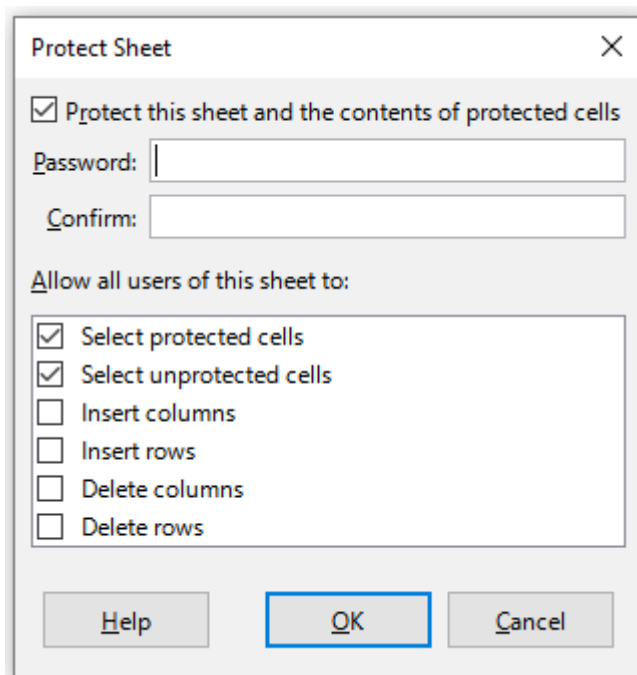 Protect Sheet
Protect this sheet and the contents of protected cells
Password:
Confirm:
Allow all users of this sheet to:
Select protected cells
Select unprotected cells
Insert columns
Insert rows
Delete columns
Delete rows
Help OK Cancel